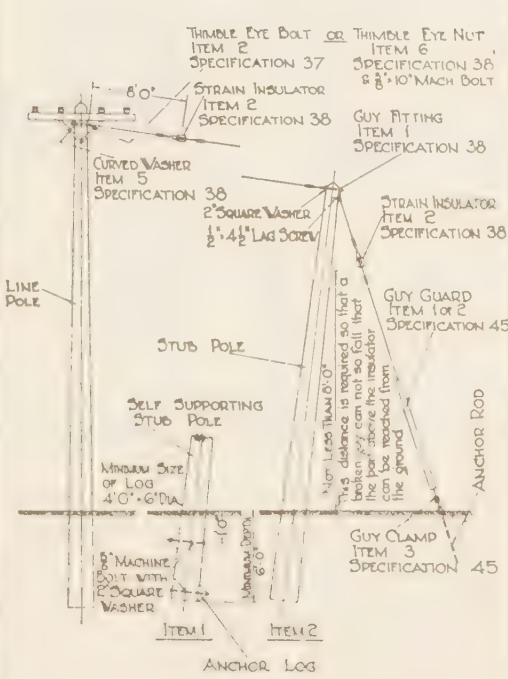 THIMBLE EYE BOLT OR THIMBLE EYE NUT
ITEM 2
SPECIFICATION 37
ITEM 6
SPECIFICATION 38
& 5/8" × 10" MACH BOLT
8'0"
STRAIN INSULATOR
ITEM 2
SPECIFICATION 38
GUY FITTING
ITEM 1
SPECIFICATION 38
CURVED WASHER
ITEM 5
SPECIFICATION 38
2" SQUARE WASHER
1/2" × 4 1/2" LAG SCREW
STRAIN INSULATOR
ITEM 2
SPECIFICATION 38
LINE
POLE
GUY GUARD
ITEM 1 OR 2
SPECIFICATION 45
STUB POLE
NOT LESS THAN 8'-0"
This distance is required so that a
broken guy can not so fall that
the part above the insulator
can be reached from
the ground
ANCHOR ROD
SELF SUPPORTING
STUB POLE
MINIMUM SIZE
OF LOG
4'0" × 6" DIA.
1'0"
MINIMUM DEPTH
6'0"
GUY CLAMP
ITEM 3
SPECIFICATION 45
5/8" MACHINE
BOLT WITH
2" SQUARE
WASHER
ITEM 1
ITEM 2
ANCHOR LOG